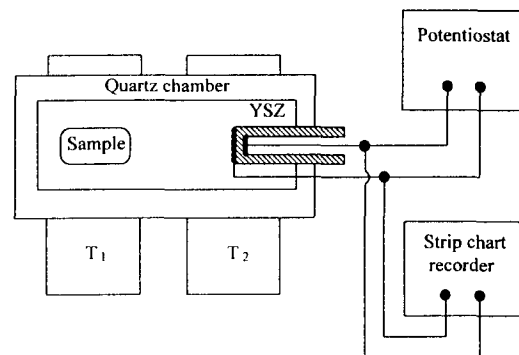 Potentiostat
Quartz chamber
YSZ
Sample
T1
T2
Strip chart
recorder